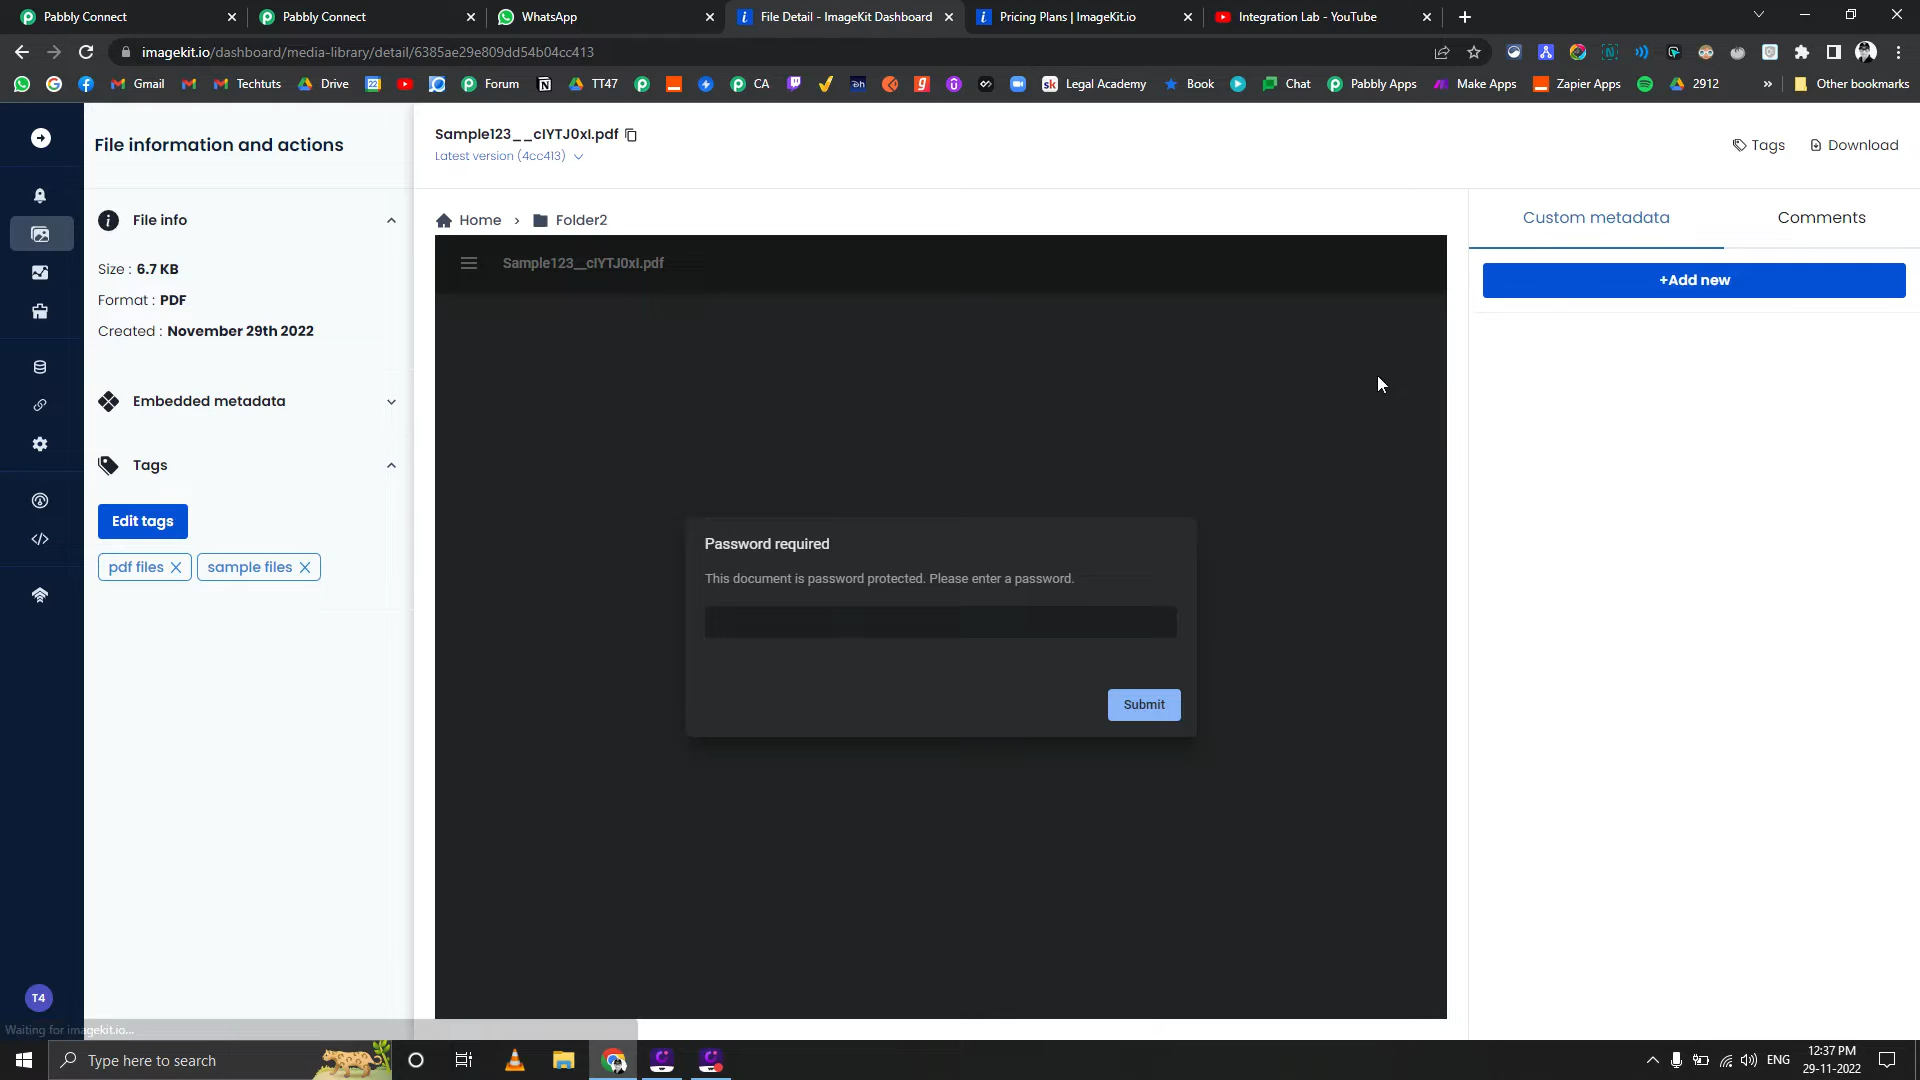 Pabbly Connect
Pabbly Connect
WhatsApp
File Detail - ImageKit Dashboard
Pricing Plans | ImageKit.io
Integration Lab - YouTube
imagekit.io/dashboard/media-library/detail/6385ae29e809dd54b04cc413
Gmail
Techtuts
Drive
Forum
TT47
CA
Legal Academy
Book
Chat
Pabbly Apps
Make Apps
Zapier Apps
2912
Other bookmarks
File information and actions
Sample123__cIYTJ0xI.pdf
Latest version (4cc413)
Tags
Download
File info
Home > Folder2
Custom metadata
Comments
Size : 6.7 KB
Sample123__cIYTJ0xI.pdf
+Add new
Format : PDF
Created : November 29th 2022
Embedded metadata
Tags
Edit tags
pdf files
sample files
Password required
This document is password protected. Please enter a password.
Submit
T4
Waiting for imagekit.io...
Type here to search
ENG
12:37 PM
29-11-2022